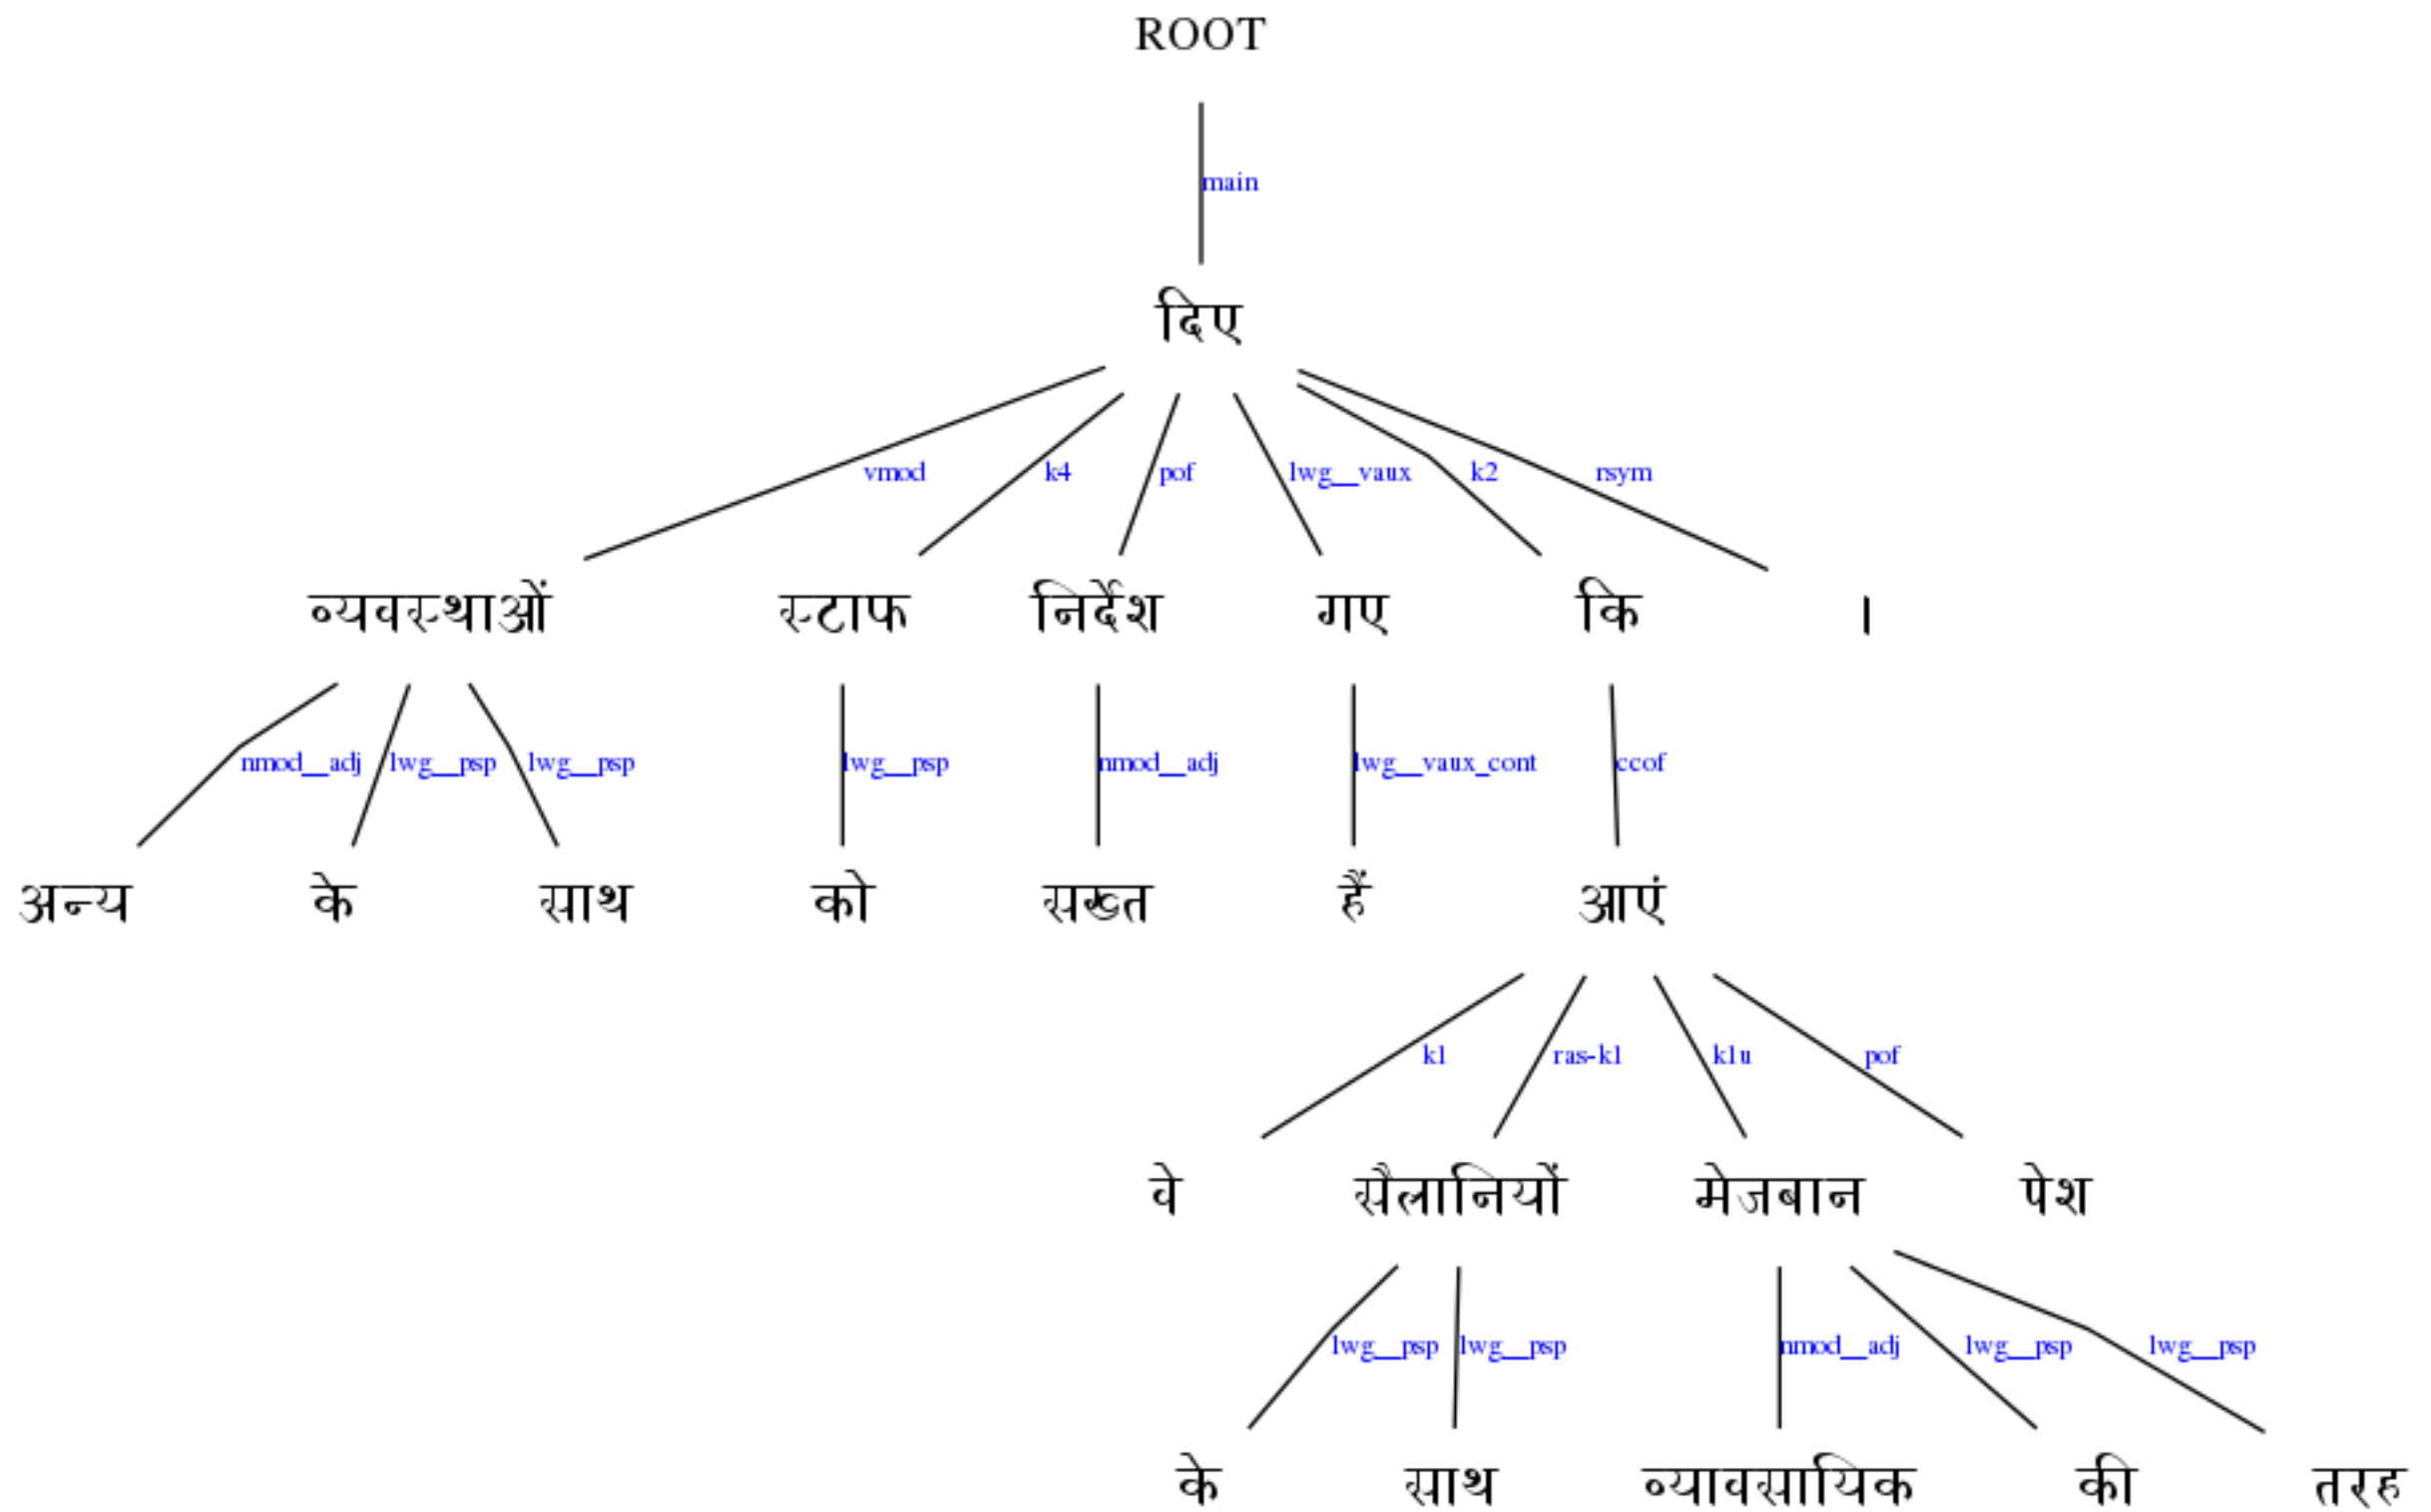 ROOT
main
दिए
vmod k4 pof lwg__vaux k2 rsym
व्यवस्थाओं स्टाफ निर्देश गए कि ।
nmod__adj lwg__psp lwg__psp lwg__psp nmod__adj lwg__vaux_cont ccof
अन्य के साथ को सख्त हैं आएं
k1 ras-k1 k1u pof
वे सैलानियों मेजबान पेश
lwg__psp lwg__psp nmod__adj lwg__psp lwg__psp
के साथ व्यावसायिक की तरह